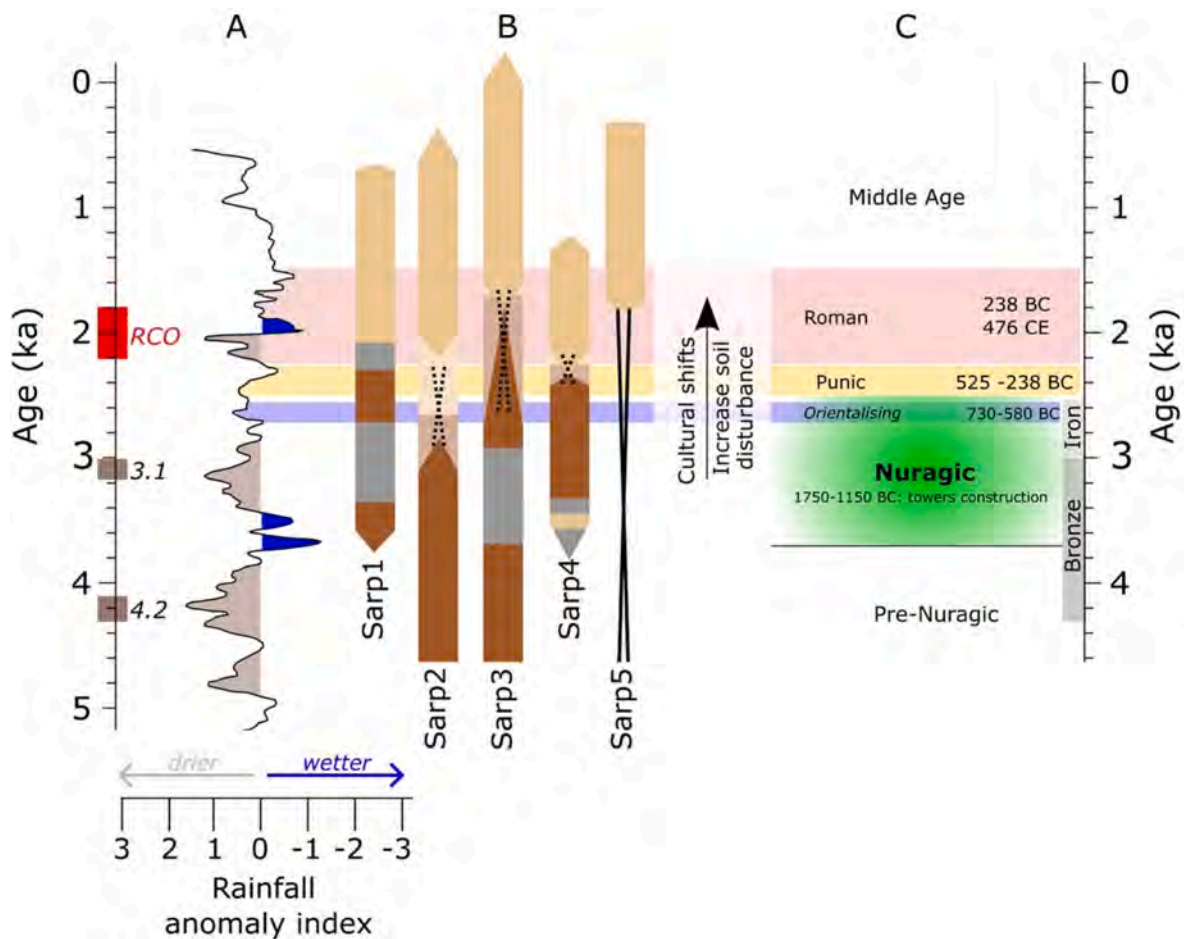 A
B
C
0
1
2
3
4
5
Age (ka)
RCO
3.1
4.2
drier
wetter
3 2 1 0 -1 -2 -3
Rainfall
anomaly index
Sarp1
Sarp2
Sarp3
Sarp4
Sarp5
Cultural shifts
Increase soil
disturbance
Middle Age
Roman
238 BC
476 CE
Punic
525 -238 BC
Orientalising
730-580 BC
Nuragic
1750-1150 BC: towers construction
Pre-Nuragic
Iron
Bronze
0
1
2
3
4
Age (ka)